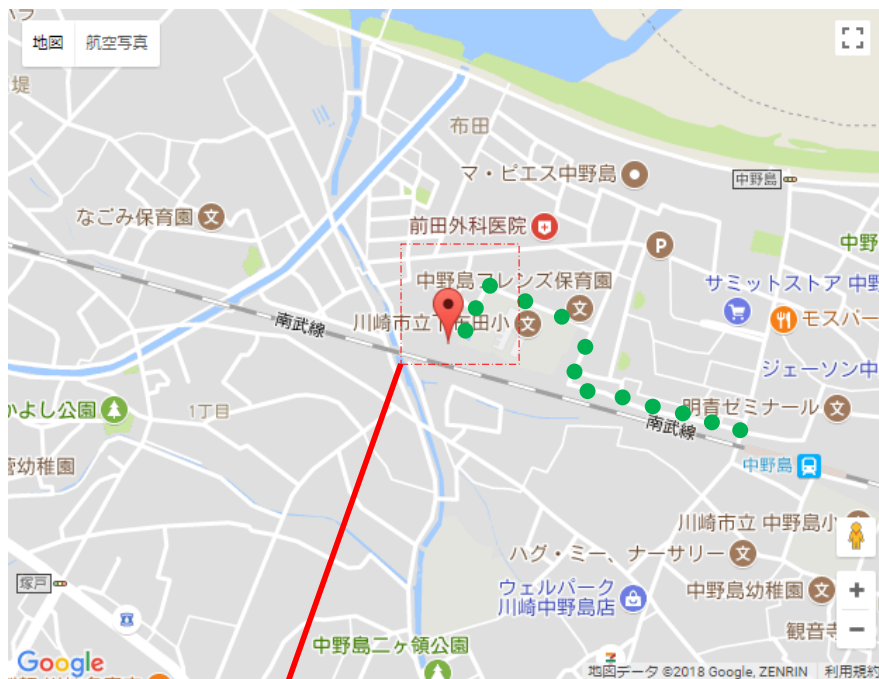 地図
航空写真
堤
布田
マ・ピエス中野島
中野島
なごみ保育園
前田外科医院
P
中野
中野島フレンズ保育園
サミットストア 中野
南武線
川崎市立下布田小
モスバー
ジェーソン中
かよし公園
1丁目
明青ゼミナール
南武線
中野島
幼稚園
川崎市立 中野島小
ハグ・ミー、ナーサリー
塚戸
ウェルパーク
川崎中野島店
中野島幼稚園
中野島二ヶ領公園
観音寺
Google
地図データ ©2018 Google, ZENRIN
利用規約